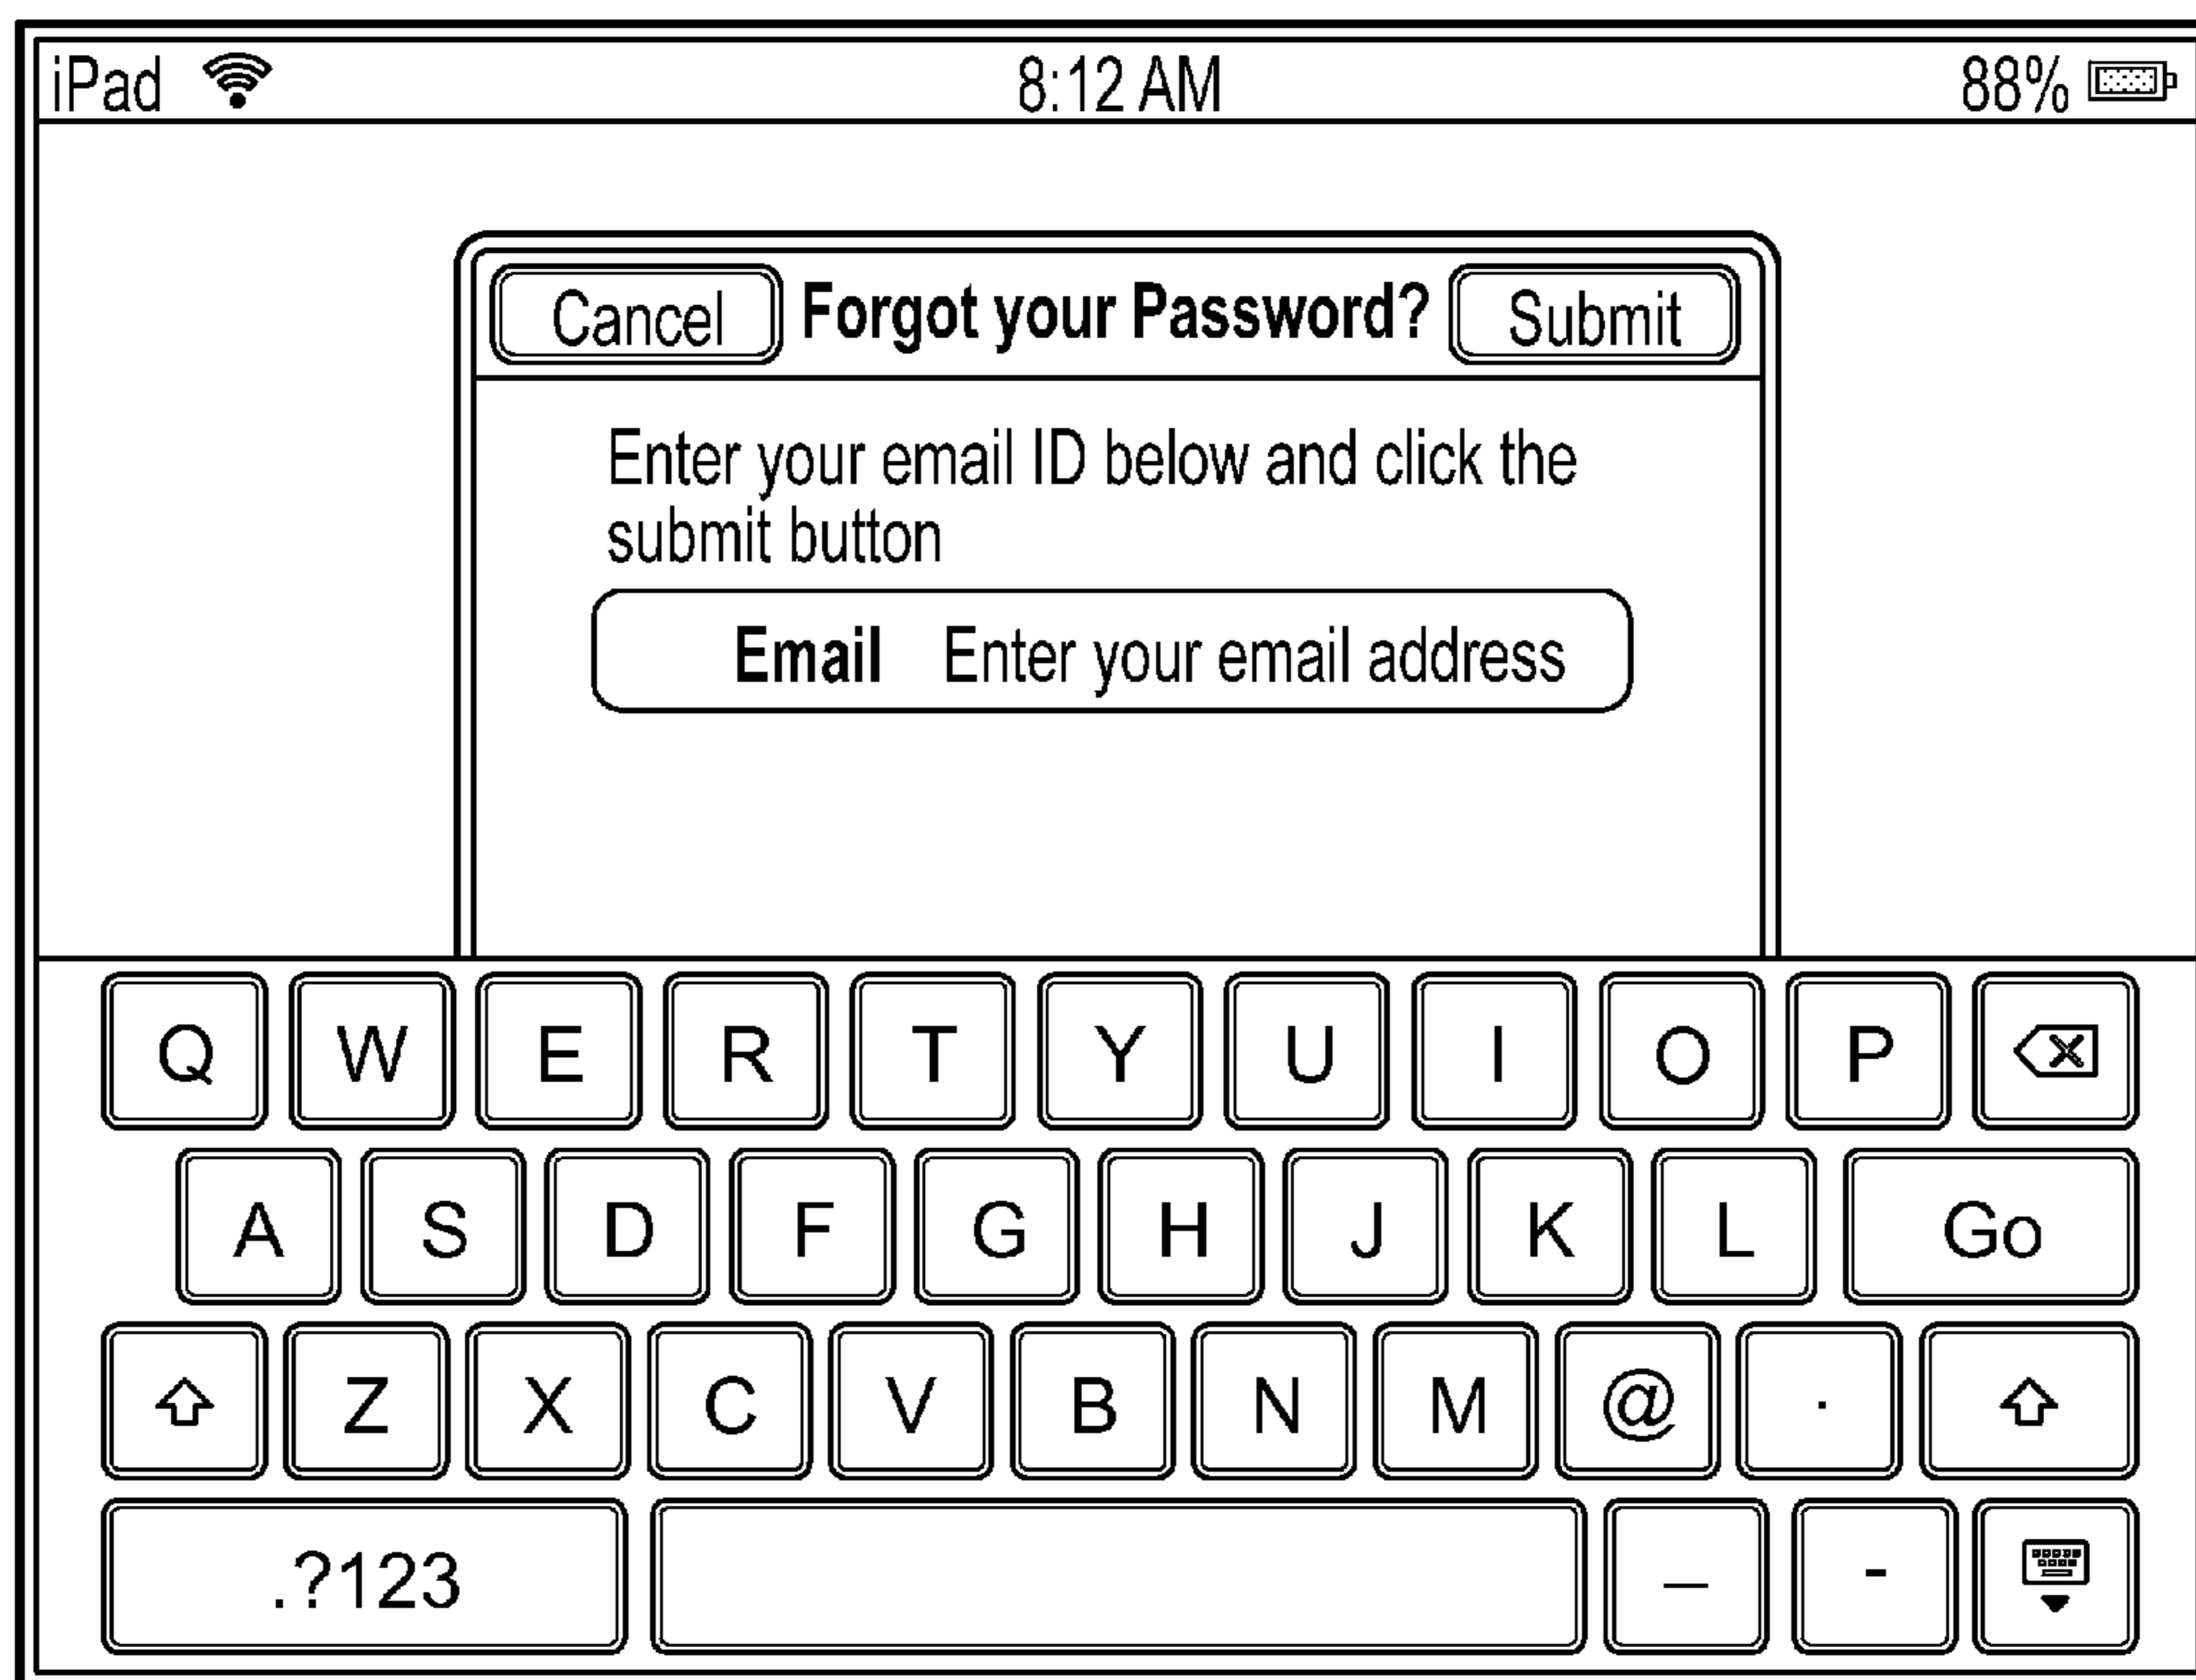 iPad 8:12 AM 88%
Cancel Forgot your Password? Submit
Enter your email ID below and click the
submit button
Email Enter your email address
Q W E R T Y U I O P
A S D F G H J K L Go
Z X C V B N M @ .
.?123 _ -